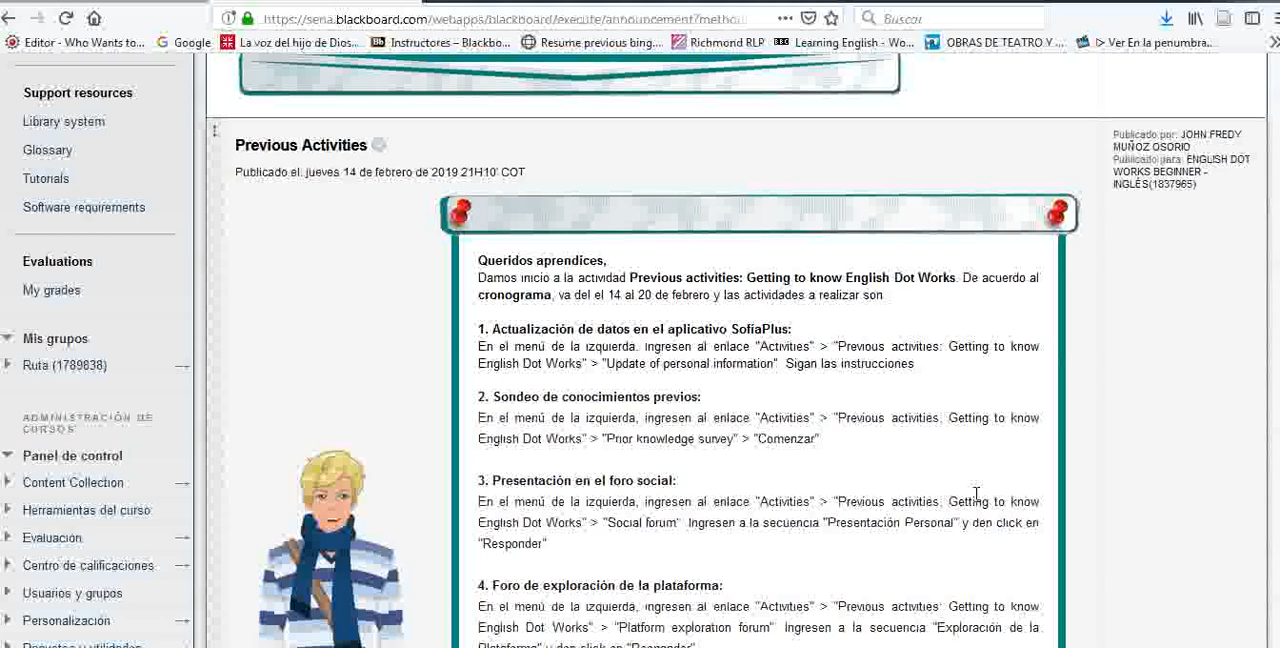 https://sena.blackboard.com/webapps/blackboard/execute/announcement?metho
Buscar
Editor - Who Wants to...
Google
La voz del hijo de Dios...
Instructores – Blackbo...
Resume previous bing...
Richmond RLP
Learning English - Wo...
OBRAS DE TEATRO Y ...
▷ Ver En la penumbra...
Support resources
Library system
Glossary
Tutorials
Software requirements
Evaluations
My grades
Mis grupos
Ruta (1789838)
ADMINISTRACIÓN DE
CURSOS
Panel de control
Content Collection
Herramientas del curso
Evaluación
Centro de calificaciones
Usuarios y grupos
Personalización
Paquetes y utilidades
Previous Activities
Publicado el: jueves 14 de febrero de 2019 21H10' COT
Queridos aprendices,
Damos inicio a la actividad Previous activities: Getting to know English Dot Works. De acuerdo al
cronograma, va del el 14 al 20 de febrero y las actividades a realizar son
1. Actualización de datos en el aplicativo SofíaPlus:
En el menú de la izquierda, ingresen al enlace "Activities" > "Previous activities: Getting to know
English Dot Works" > "Update of personal information" Sigan las instrucciones
2. Sondeo de conocimientos previos:
En el menú de la izquierda, ingresen al enlace "Activities" > "Previous activities: Getting to know
English Dot Works" > "Prior knowledge survey" > "Comenzar"
3. Presentación en el foro social:
En el menú de la izquierda, ingresen al enlace "Activities" > "Previous activities: Getting to know
English Dot Works" > "Social forum" Ingresen a la secuencia "Presentación Personal" y den click en
"Responder"
4. Foro de exploración de la plataforma:
En el menú de la izquierda, ingresen al enlace "Activities" > "Previous activities: Getting to know
English Dot Works" > "Platform exploration forum" Ingresen a la secuencia "Exploración de la
Plataforma" y den click en "Responder"
Publicado por: JOHN FREDY
MUÑOZ OSORIO
Publicado para: ENGLISH DOT
WORKS BEGINNER -
INGLÉS(1837965)